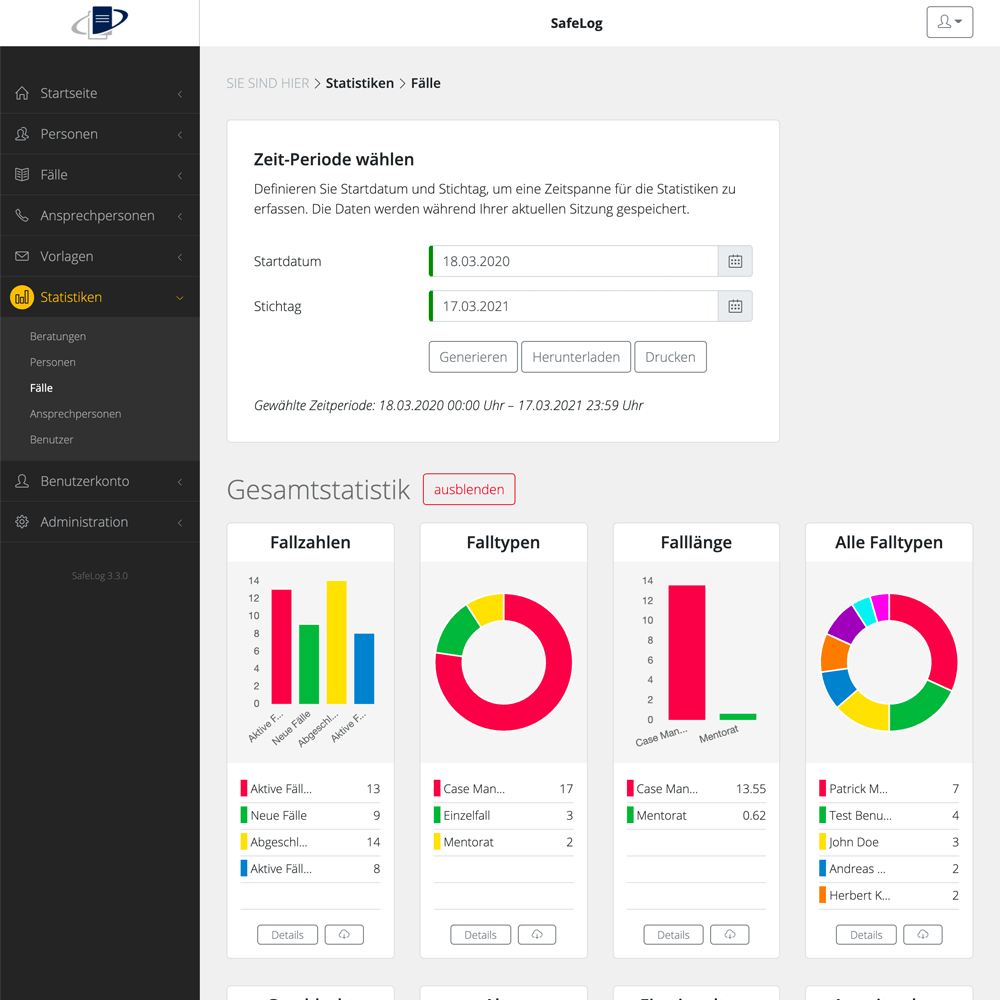 SafeLog
Startseite
Personen
Fälle
Ansprechpersonen
Vorlagen
Statistiken
Beratungen
Personen
Fälle
Ansprechpersonen
Benutzer
Benutzerkonto
Administration
SafeLog 3.3.0
SIE SIND HIER > Statistiken > Fälle
Zeit-Periode wählen
Definieren Sie Startdatum und Stichtag, um eine Zeitspanne für die Statistiken zu
erfassen. Die Daten werden während Ihrer aktuellen Sitzung gespeichert.
Startdatum 18.03.2020
Stichtag 17.03.2021
Generieren Herunterladen Drucken
Gewählte Zeitperiode: 18.03.2020 00:00 Uhr – 17.03.2021 23:59 Uhr
Gesamtstatistik ausblenden
Fallzahlen
14
12
10
8
6
4
2
0
Aktive F...
Neue Fälle
Abgeschl...
Aktive F...
Aktive Fäll... 13
Neue Fälle 9
Abgeschl... 14
Aktive Fäll... 8
Details
Falltypen
Case Man... 17
Einzelfall 3
Mentorat 2
Details
Falllänge
14
12
10
8
6
4
2
0
Case Man...
Mentorat
Case Man... 13.55
Mentorat 0.62
Details
Alle Falltypen
Patrick M... 7
Test Benu... 4
John Doe 3
Andreas ... 2
Herbert K... 2
Details